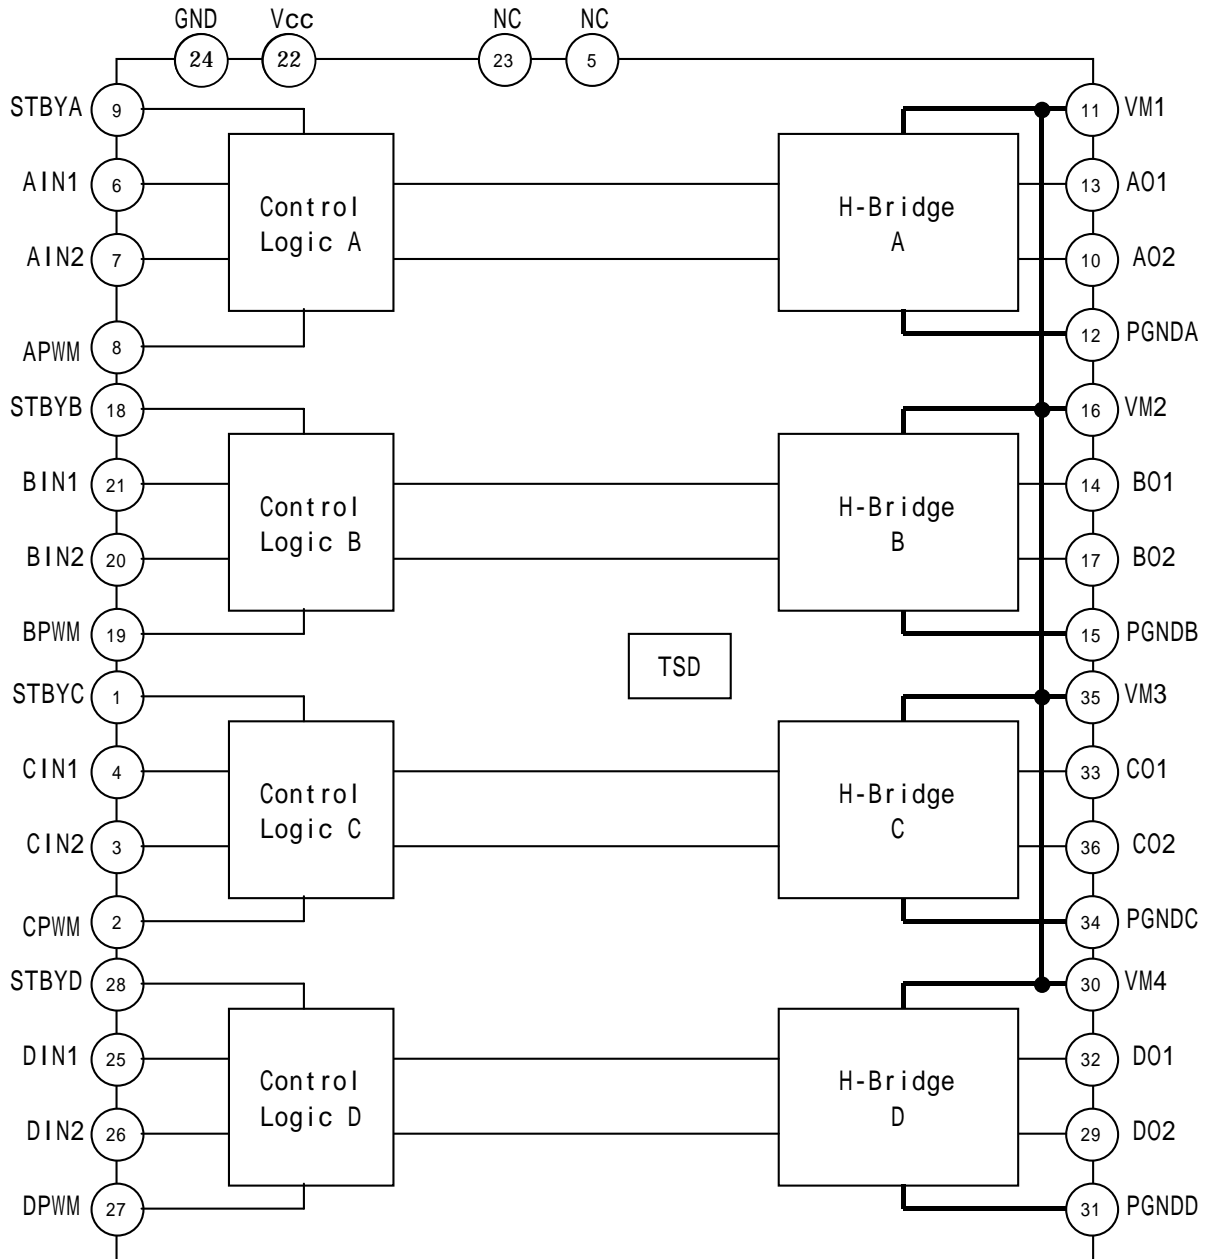 GND Vcc NC NC
24 22 23 5
STBYA 9 11 VM1
AIN1 6 13 AO1
Control
Logic A
H-Bridge
A
AIN2 7 10 AO2
APWM 8 12 PGNDA
STBYB 18 16 VM2
BIN1 21 14 BO1
Control
Logic B
H-Bridge
B
BIN2 20 17 BO2
BPWM 19 15 PGNDB
TSD
STBYC 1 35 VM3
CIN1 4 33 CO1
Control
Logic C
H-Bridge
C
CIN2 3 36 CO2
CPWM 2 34 PGNDC
STBYD 28 30 VM4
DIN1 25 32 DO1
Control
Logic D
H-Bridge
D
DIN2 26 29 DO2
DPWM 27 31 PGNDD